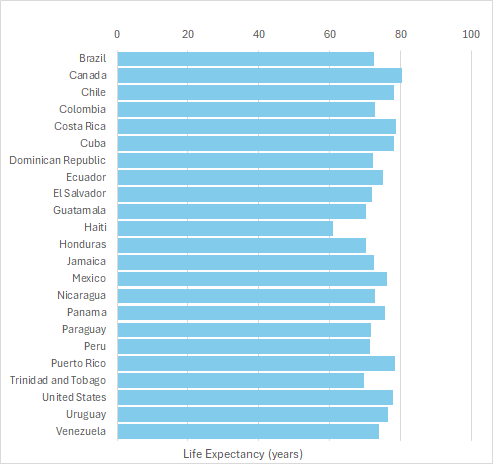 0 20 40 60 80 100
Brazil
Canada
Chile
Colombia
Costa Rica
Cuba
Dominican Republic
Ecuador
El Salvador
Guatamala
Haiti
Honduras
Jamaica
Mexico
Nicaragua
Panama
Paraguay
Peru
Puerto Rico
Trinidad and Tobago
United States
Uruguay
Venezuela
Life Expectancy (years)